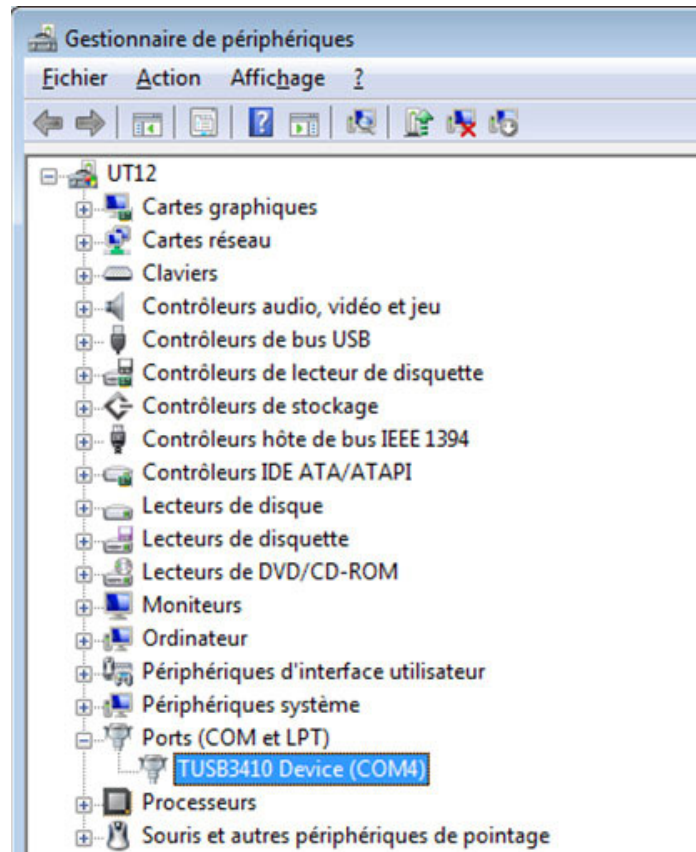 Gestionnaire de périphériques
Fichier Action Affichage ?
UT12
Cartes graphiques
Cartes réseau
Claviers
Contrôleurs audio, vidéo et jeu
Contrôleurs de bus USB
Contrôleurs de lecteur de disquette
Contrôleurs de stockage
Contrôleurs hôte de bus IEEE 1394
Contrôleurs IDE ATA/ATAPI
Lecteurs de disque
Lecteurs de disquette
Lecteurs de DVD/CD-ROM
Moniteurs
Ordinateur
Périphériques d'interface utilisateur
Périphériques système
Ports (COM et LPT)
TUSB3410 Device (COM4)
Processeurs
Souris et autres périphériques de pointage